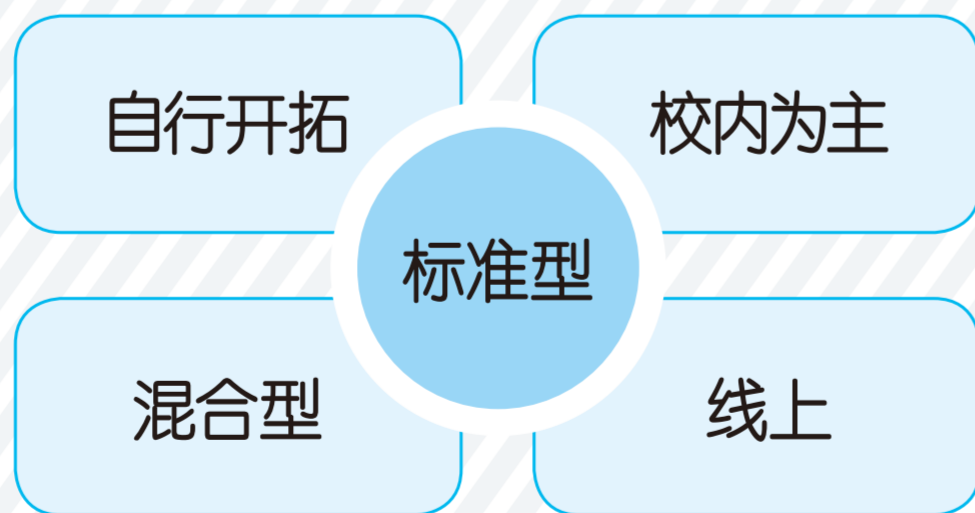 自行开拓
校内为主
标准型
混合型
线上